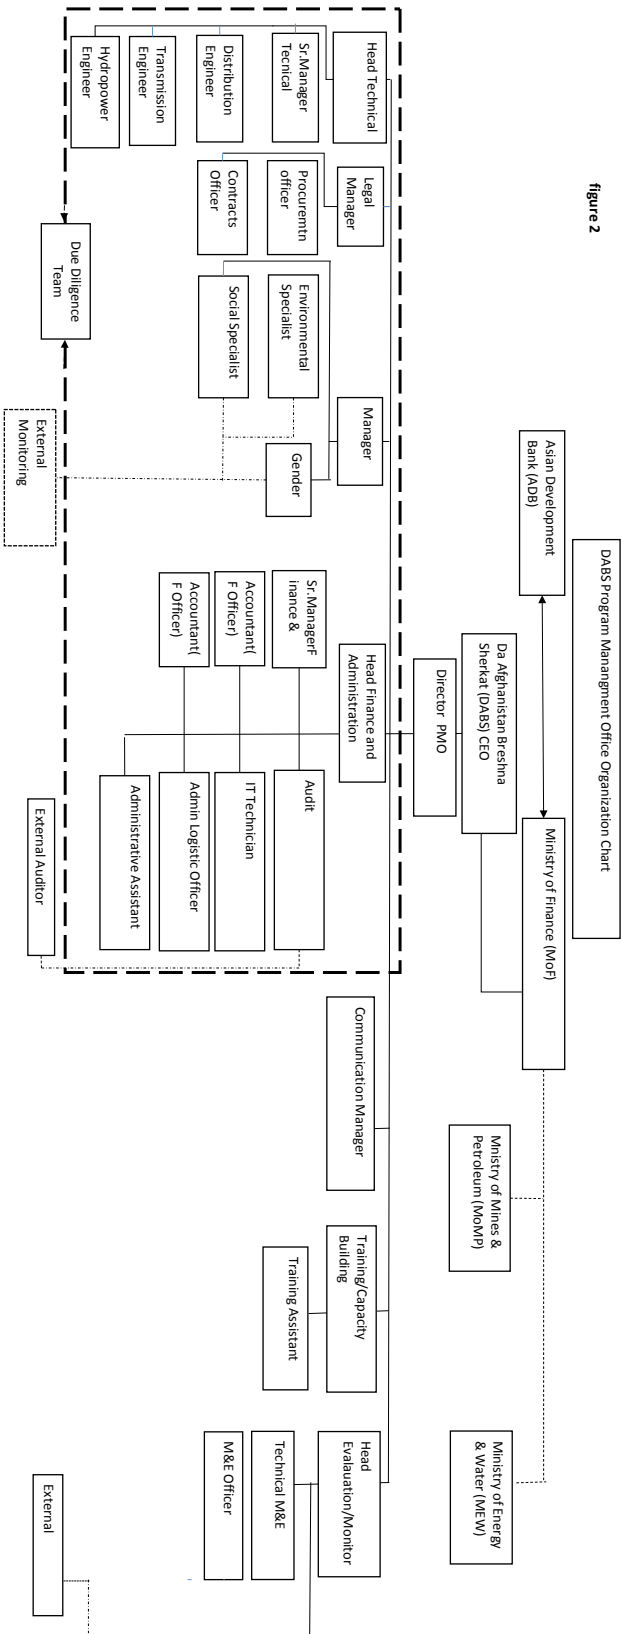 figure 2
DABS Program Managment Office Organization Chart
Asian Development
Bank (ADB)
Ministry of Finance (MoF)
Da Afghanistan Breshna
Sherkat (DABS) CEO
Mnistry of Mines &
Petroleum (MoMP)
Ministry of Energy
& Water (MEW)
Director PMO
Head Technical
Legal
Manager
Manager
Head Finance and
Administration
Communication Manager
Training/Capacity
Building
Head
Evalauation/Monitor
Sr.Manager
Tecnical
Distribution
Engineer
Transmission
Engineer
Hydropower
Engineer
Procuremtn
officer
Contracts
Officer
Environmental
Specialist
Social Specialist
Gender
Sr.ManagerF
inance &
Accountant(
F Officer)
Accountant(
F Officer)
Audit
IT Technician
Admin Logistic Officer
Administrative Assistant
Training Assistant
Technical M&E
M&E Officer
Due Diligence
Team
External
Monitoring
External Auditor
External